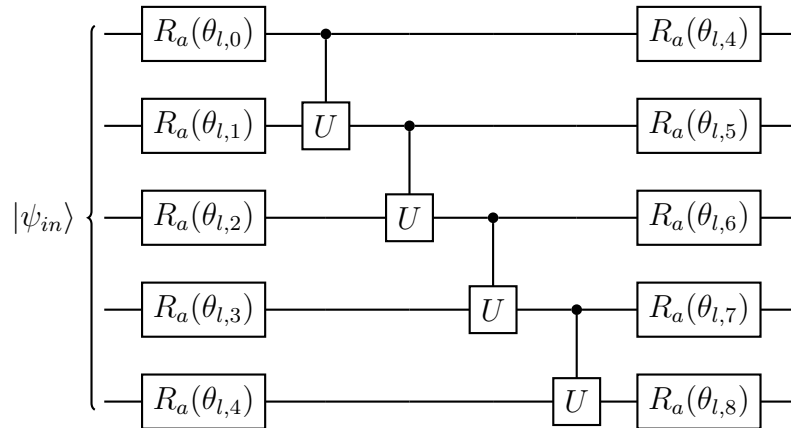 R_a(θ_{l,0}) R_a(θ_{l,4})
R_a(θ_{l,1}) U R_a(θ_{l,5})
|ψ_{in}⟩ R_a(θ_{l,2}) U R_a(θ_{l,6})
R_a(θ_{l,3}) U R_a(θ_{l,7})
R_a(θ_{l,4}) U R_a(θ_{l,8})